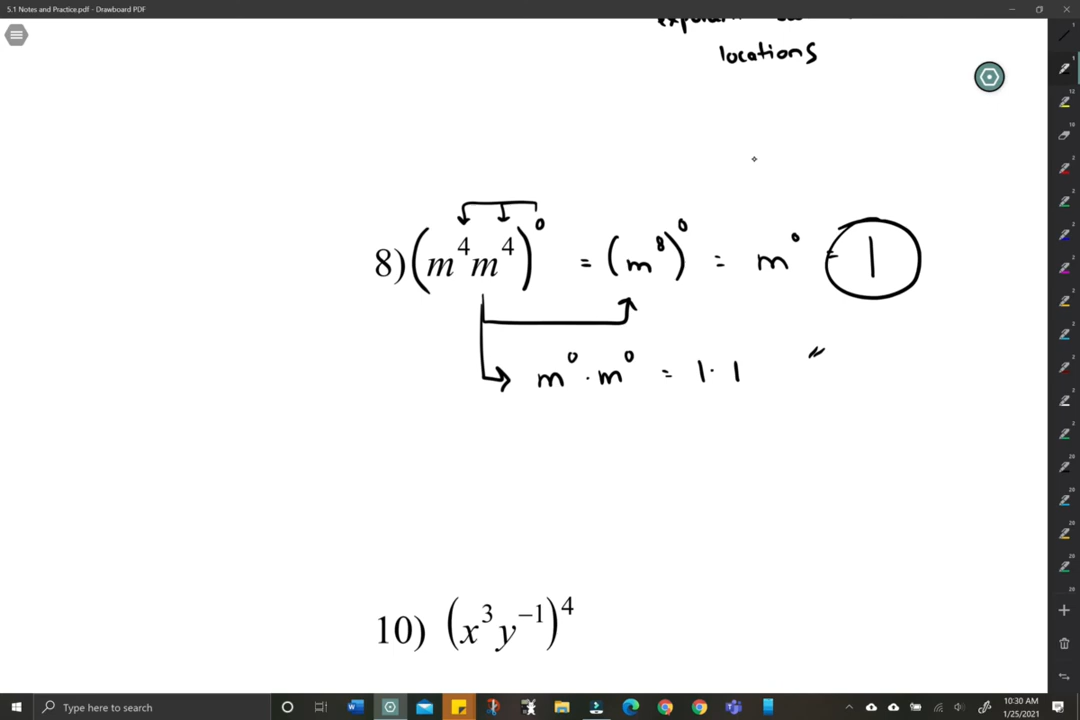 5.1 Notes and Practice.pdf - Drawboard PDF
locations
8) (m⁴m⁴)⁰ = (m⁸)⁰ = m⁰ = 1
m⁰ · m⁰ = 1 · 1
10) (x³y⁻¹)⁴
Type here to search
10:30 AM
1/25/2021